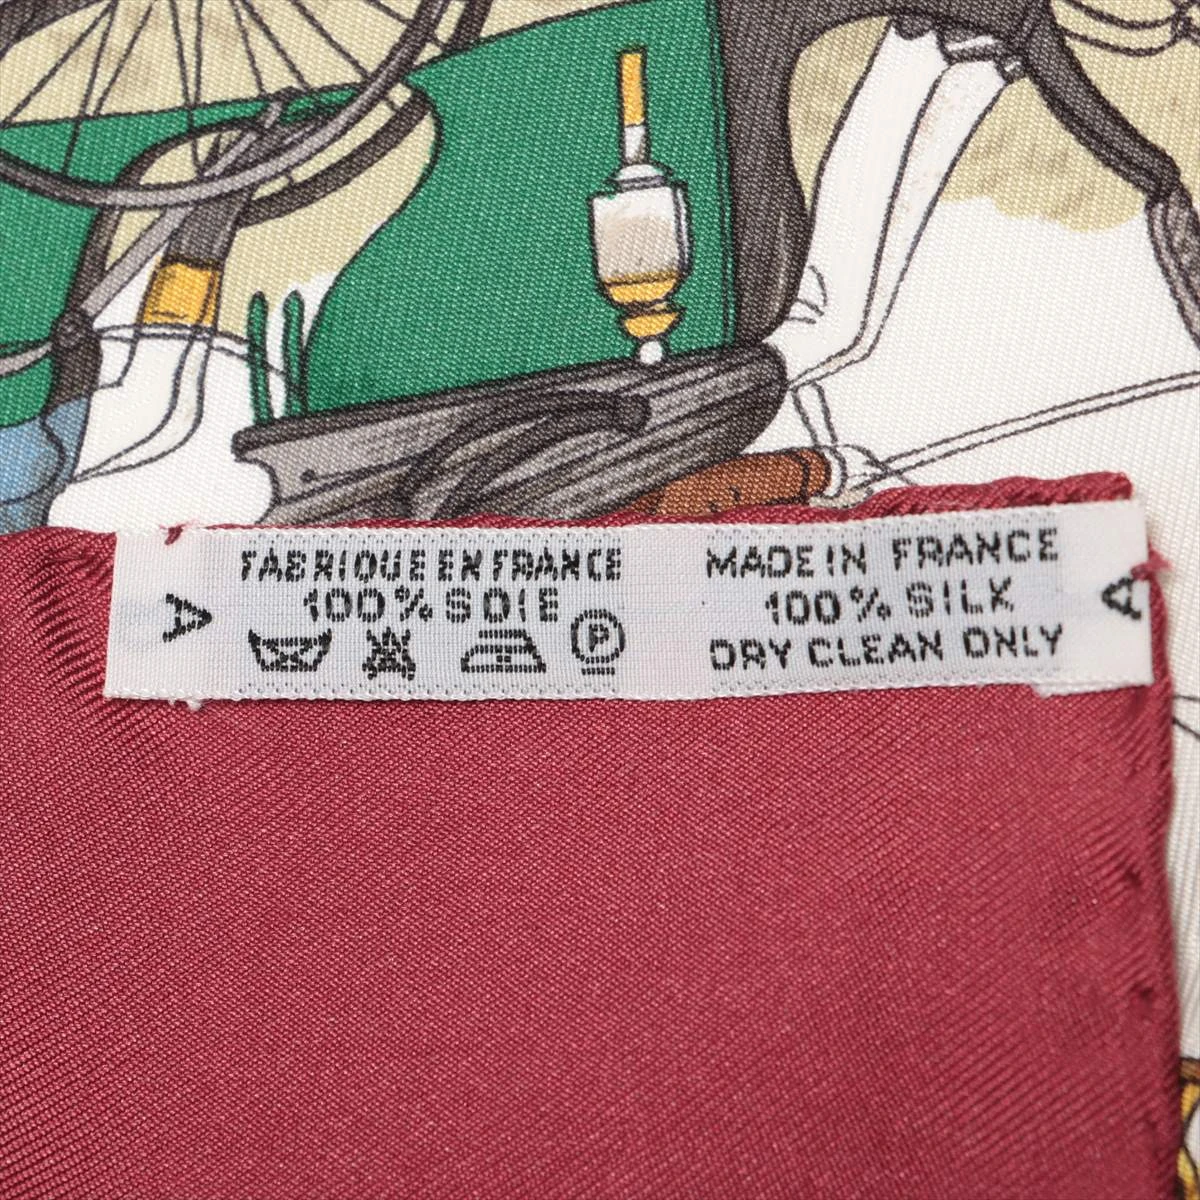 A
FABRIQUE EN FRANCE
100% SOIE
P
MADE IN FRANCE
100% SILK
DRY CLEAN ONLY
A